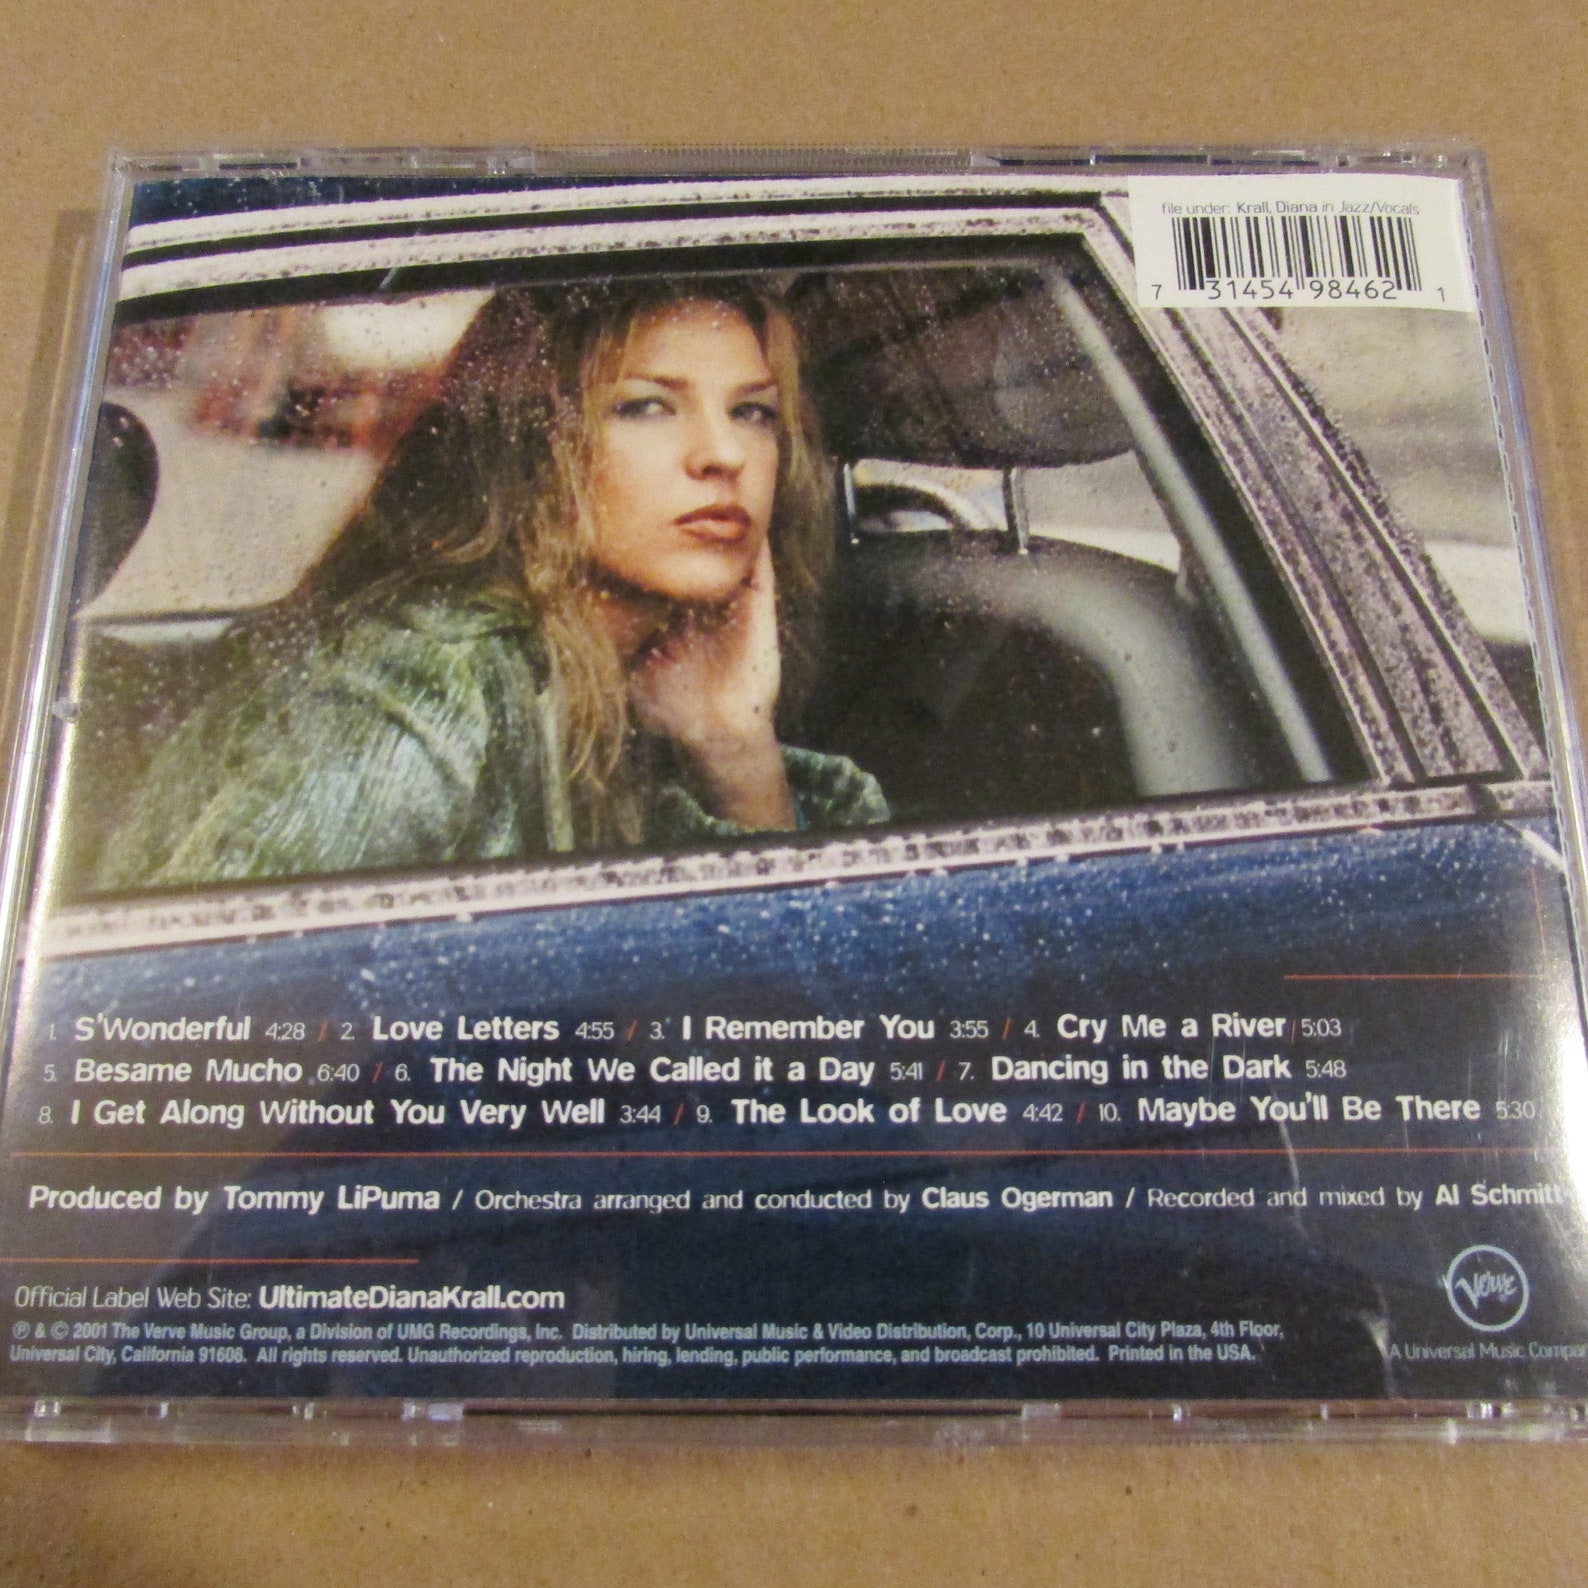 file under: Krall, Diana in Jazz/Vocals
7 31454 98462 1
1. S'Wonderful 4:28 / 2. Love Letters 4:55 / 3. I Remember You 3:55 / 4. Cry Me a River 5:03
5. Besame Mucho 6:40 / 6. The Night We Called it a Day 5:41 / 7. Dancing in the Dark 5:48
8. I Get Along Without You Very Well 3:44 / 9. The Look of Love 4:42 / 10. Maybe You'll Be There 5:30
Produced by Tommy LiPuma / Orchestra arranged and conducted by Claus Ogerman / Recorded and mixed by Al Schmitt
Official Label Web Site: UltimateDianaKrall.com
℗ & © 2001 The Verve Music Group, a Division of UMG Recordings, Inc. Distributed by Universal Music & Video Distribution, Corp., 10 Universal City Plaza, 4th Floor,
Universal City, California 91608. All rights reserved. Unauthorized reproduction, hiring, lending, public performance, and broadcast prohibited. Printed in the USA.
Verve
A Universal Music Compan